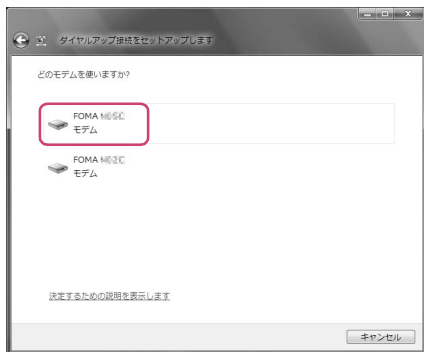 ダイヤルアップ接続をセットアップします
どのモデムを使いますか?
FOMA
モデム
FOMA
モデム
決定するための説明を表示します
キャンセル